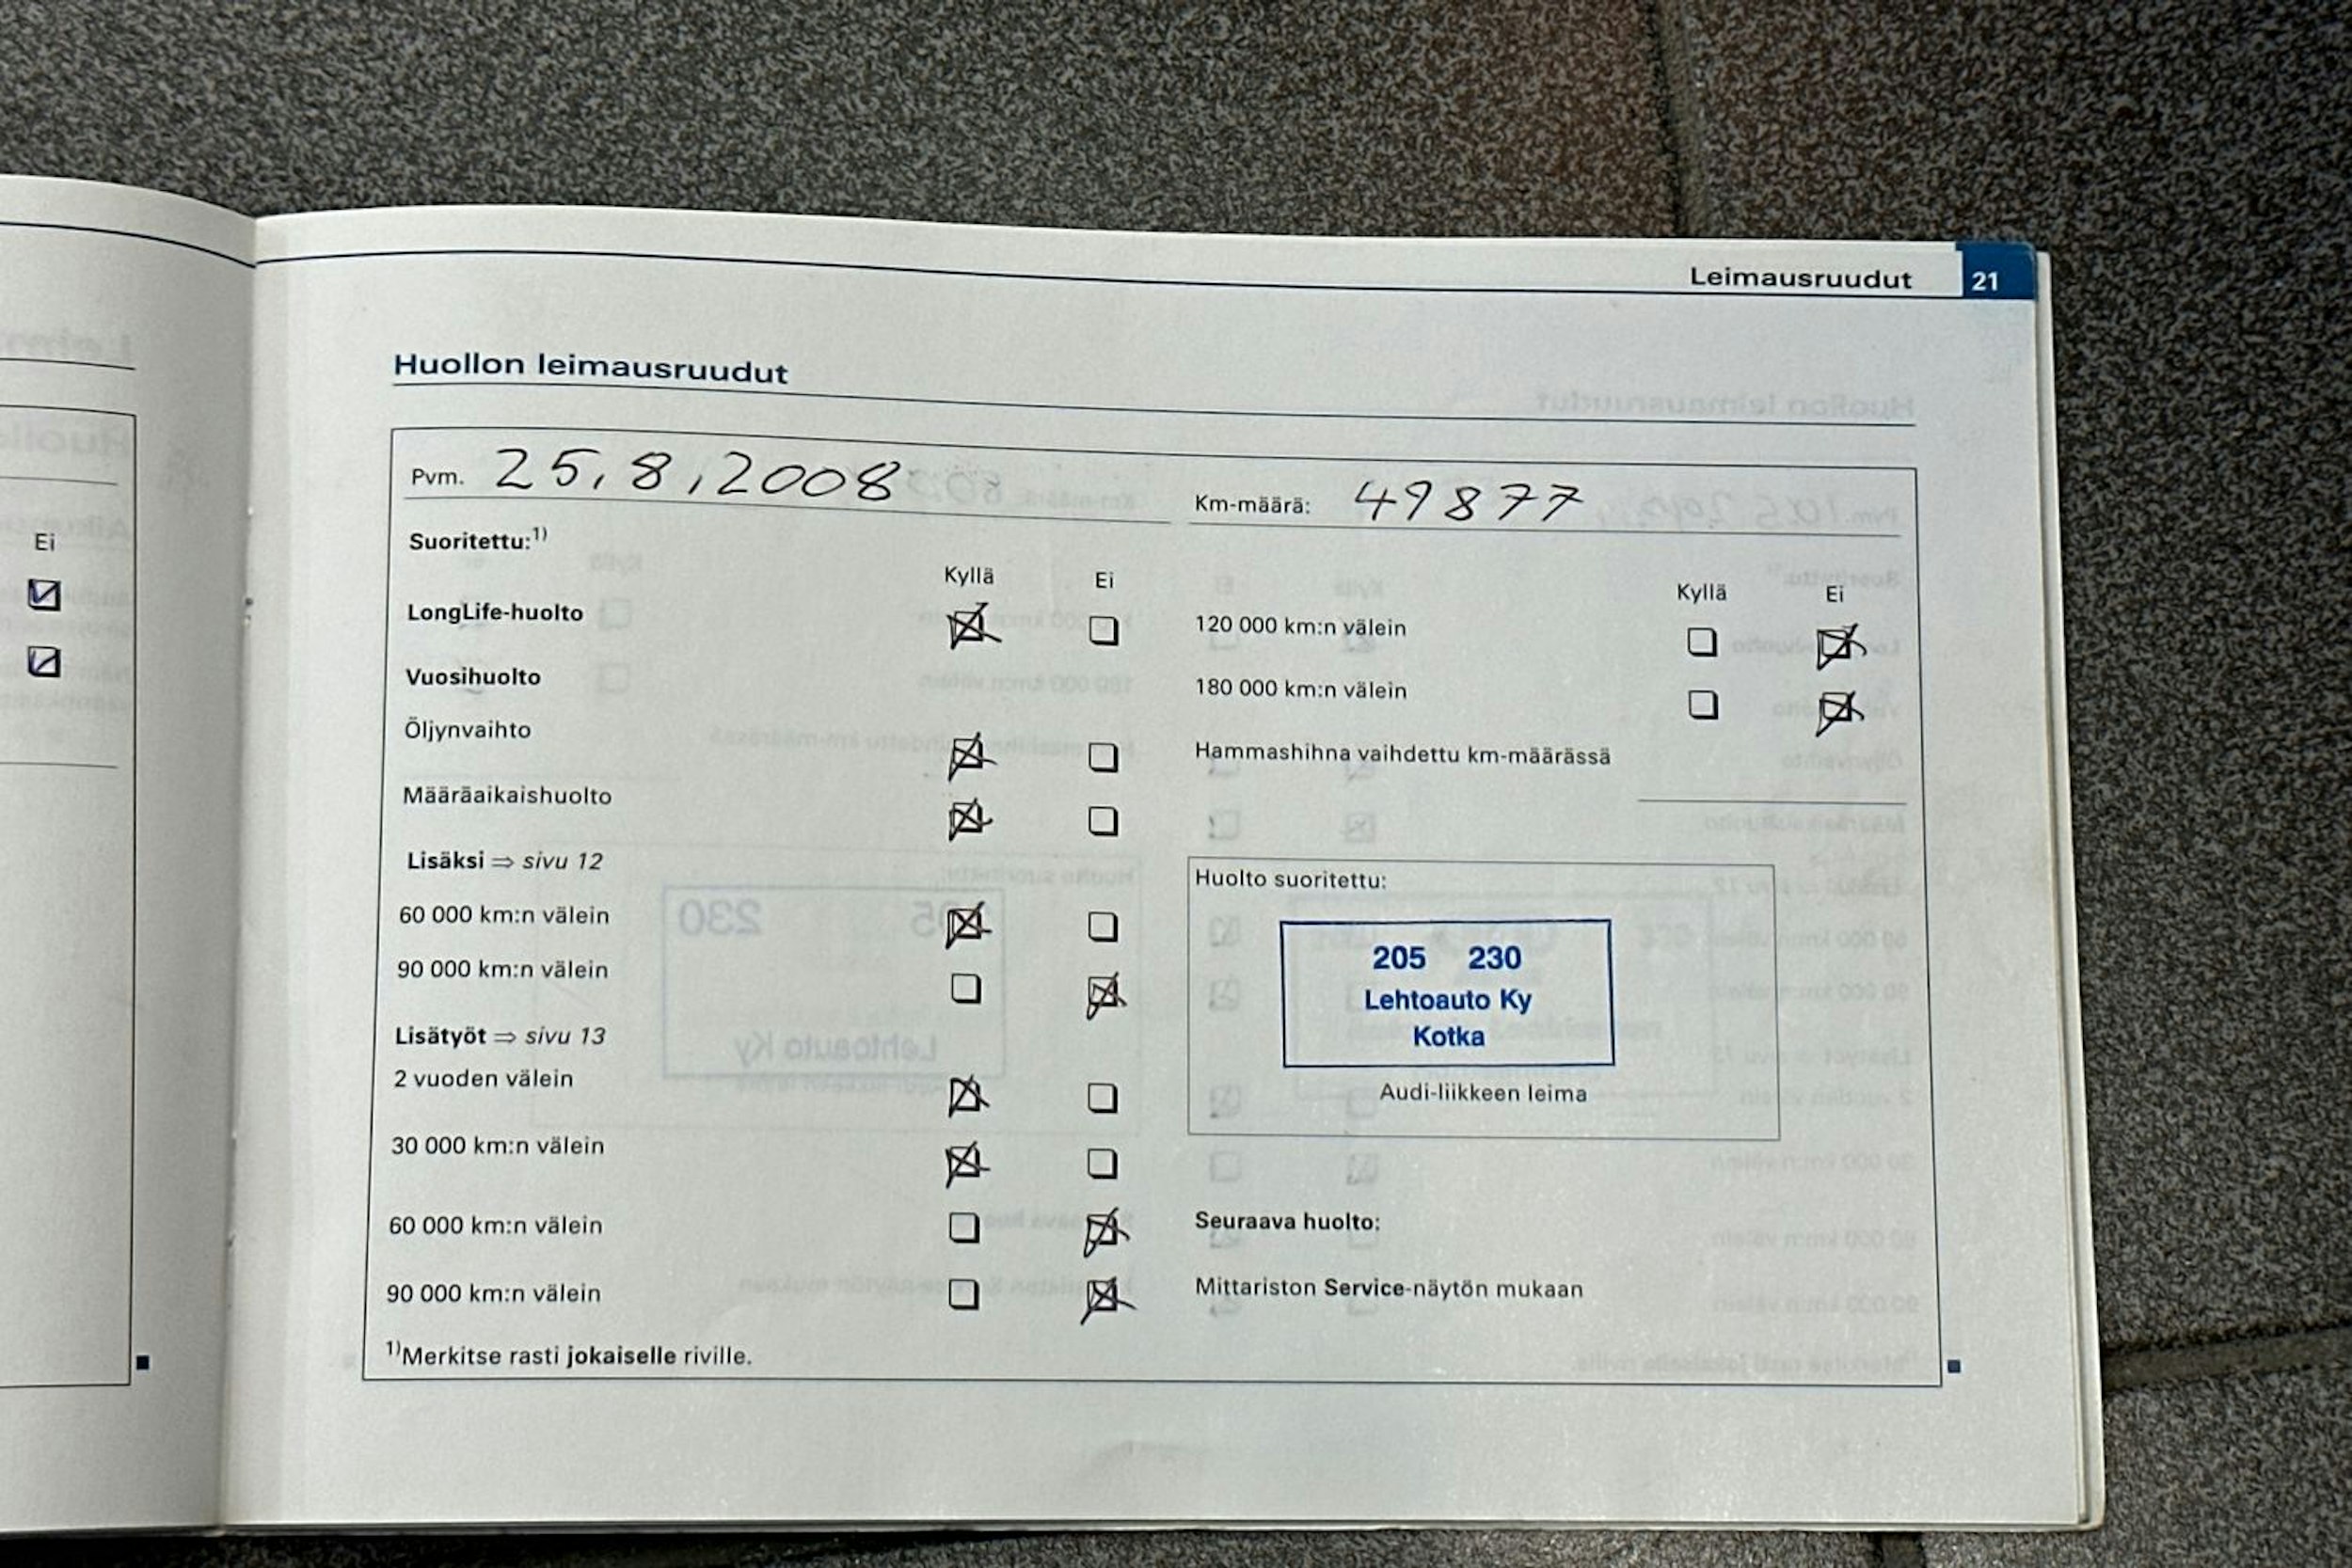 Leimausruudut 21
Huollon leimausruudut
Pvm. 25.8.2008
Km-määrä: 49877
Suoritettu:1)
Kyllä Ei
LongLife-huolto
Vuosihuolto
Öljynvaihto
Määräaikaishuolto
Lisäksi ⇒ sivu 12
60 000 km:n välein
90 000 km:n välein
Lisätyöt ⇒ sivu 13
2 vuoden välein
30 000 km:n välein
60 000 km:n välein
90 000 km:n välein
1)Merkitse rasti jokaiselle riville.
Kyllä Ei
120 000 km:n välein
180 000 km:n välein
Hammashihna vaihdettu km-määrässä
Huolto suoritettu:
205 230
Lehtoauto Ky
Kotka
Audi-liikkeen leima
Seuraava huolto:
Mittariston Service-näytön mukaan
Ei